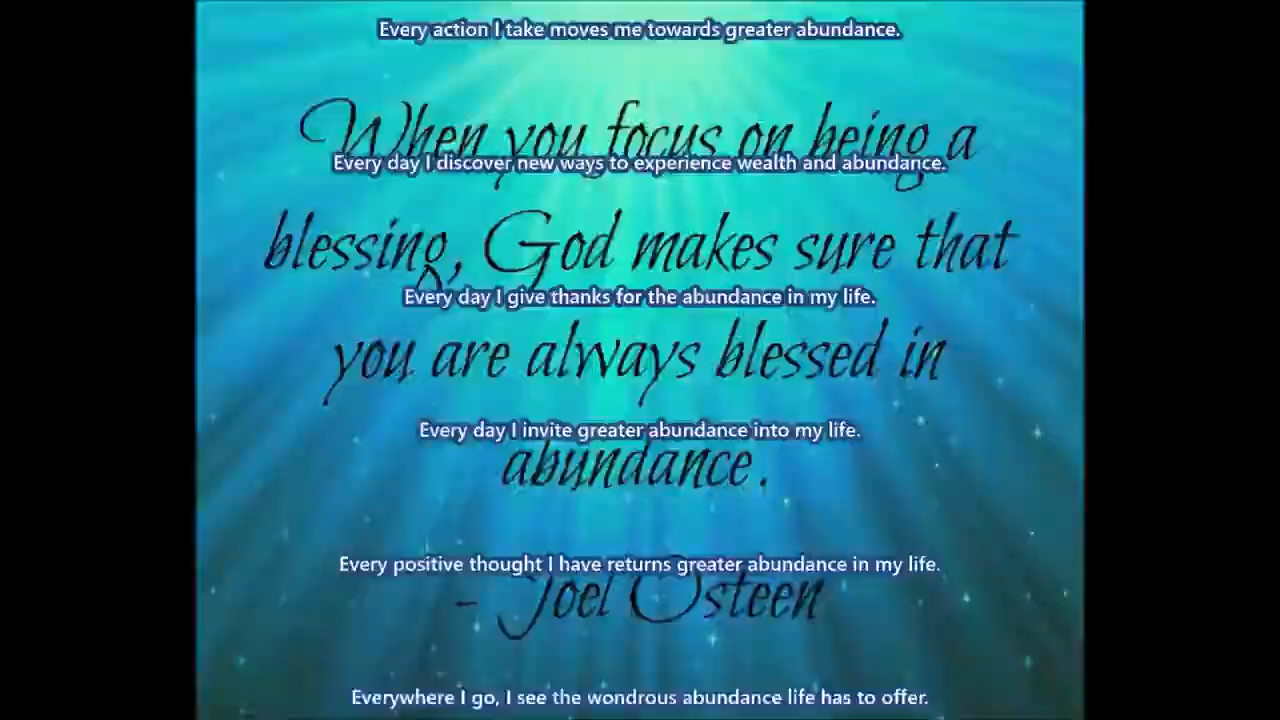 Every action I take moves me towards greater abundance.
When you focus on being a
Every day I discover new ways to experience wealth and abundance.
blessing, God makes sure that
Every day I give thanks for the abundance in my life.
you are always blessed in
Every day I invite greater abundance into my life.
abundance.
Every positive thought I have returns greater abundance in my life.
- Joel Osteen
Everywhere I go, I see the wondrous abundance life has to offer.